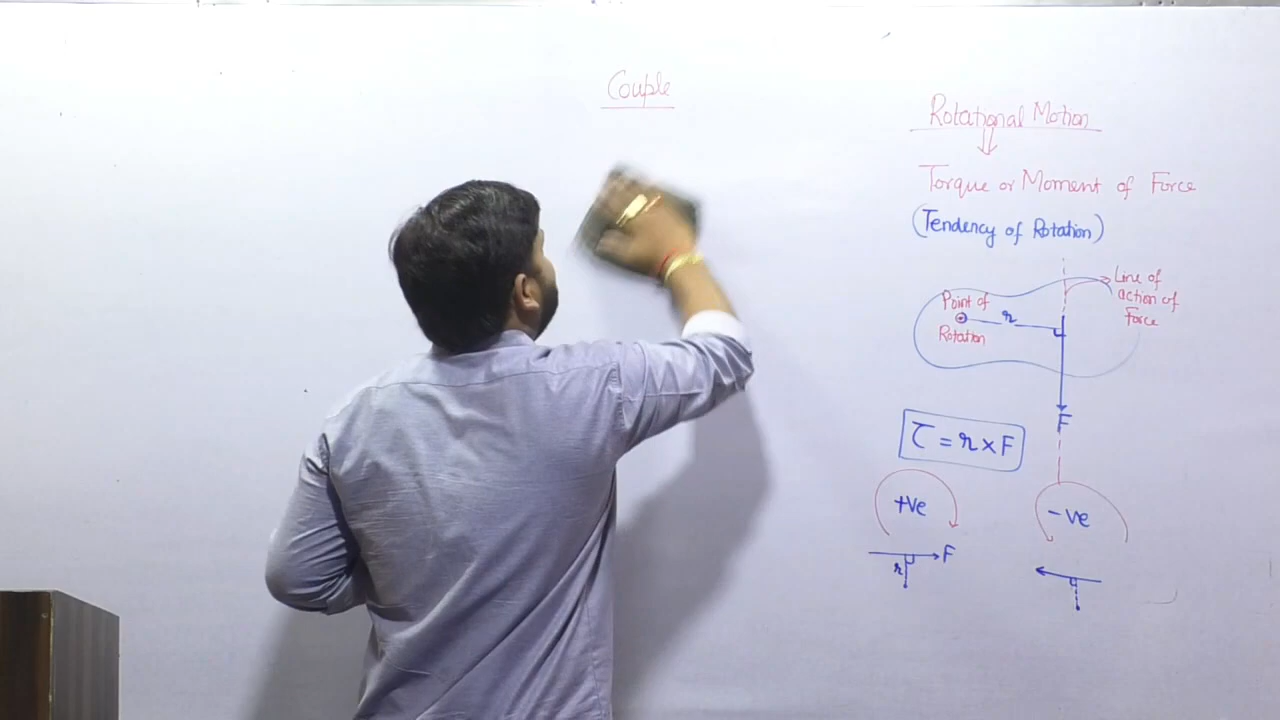 Couple
Rotational Motion
Torque or Moment of Force
(Tendency of Rotation)
Line of
action of
Force
Point of
Rotation
r
F
τ = r × F
+ve
-ve
F
r